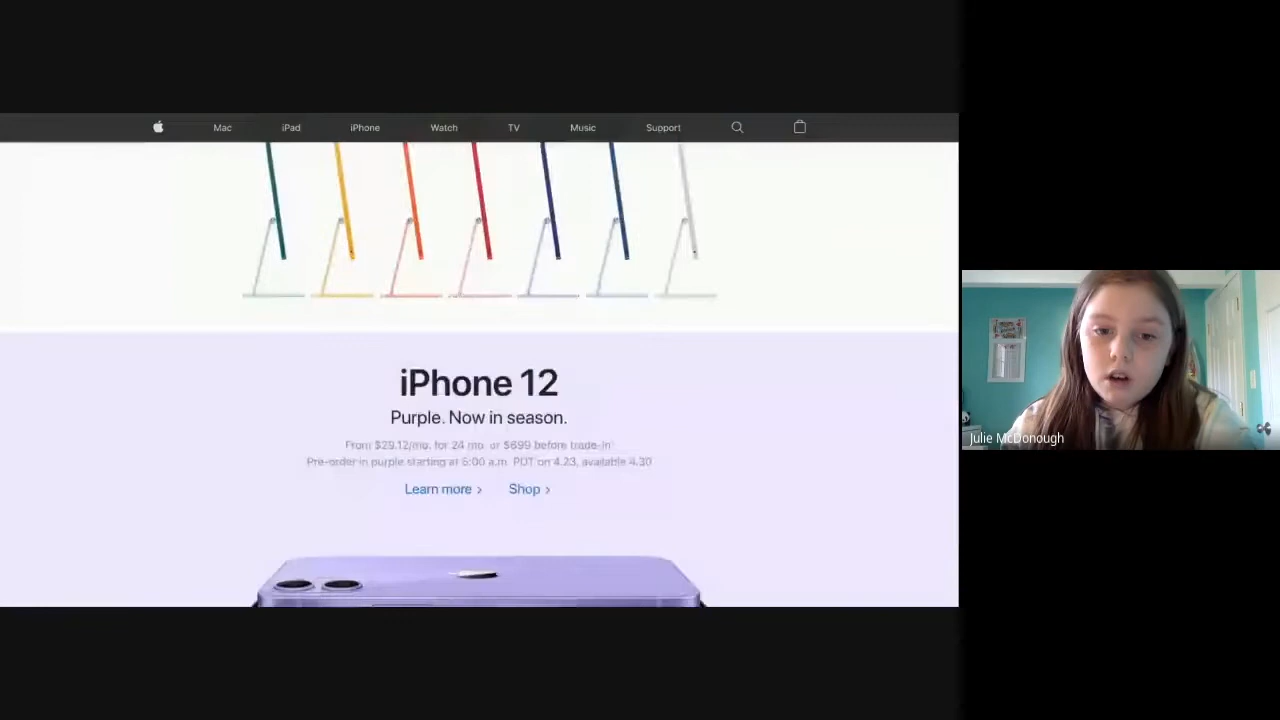 Mac iPad iPhone Watch TV Music Support
iPhone 12
Purple. Now in season.
From $29.12/mo. for 24 mo. or $699 before trade-in
Pre-order in purple starting at 5:00 a.m. PDT on 4.23, available 4.30
Learn more > Shop >
Julie McDonough